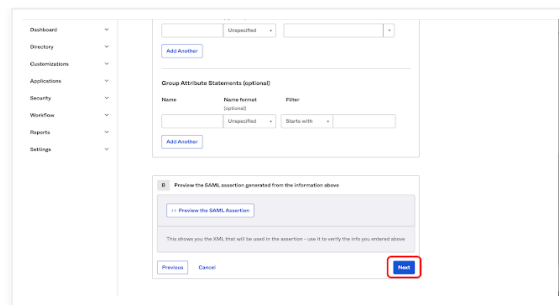 Dashboard
Directory
Customizations
Applications
Security
Workflow
Reports
Settings
Unspecified
Add Another
Group Attribute Statements (optional)
Name Name format Filter
(optional)
Unspecified Starts with
Add Another
B Preview the SAML assertion generated from the information above
<> Preview the SAML Assertion
This shows you the XML that will be used in the assertion - use it to verify the info you entered above
Previous Cancel Next